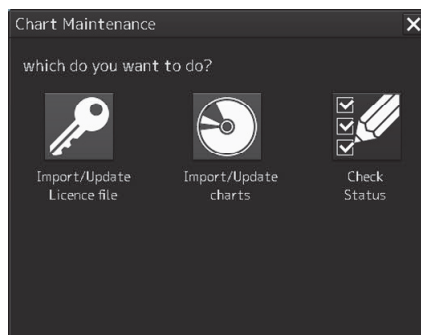 Chart Maintenance
which do you want to do?
Import/Update
Licence file
Import/Update
charts
Check
Status